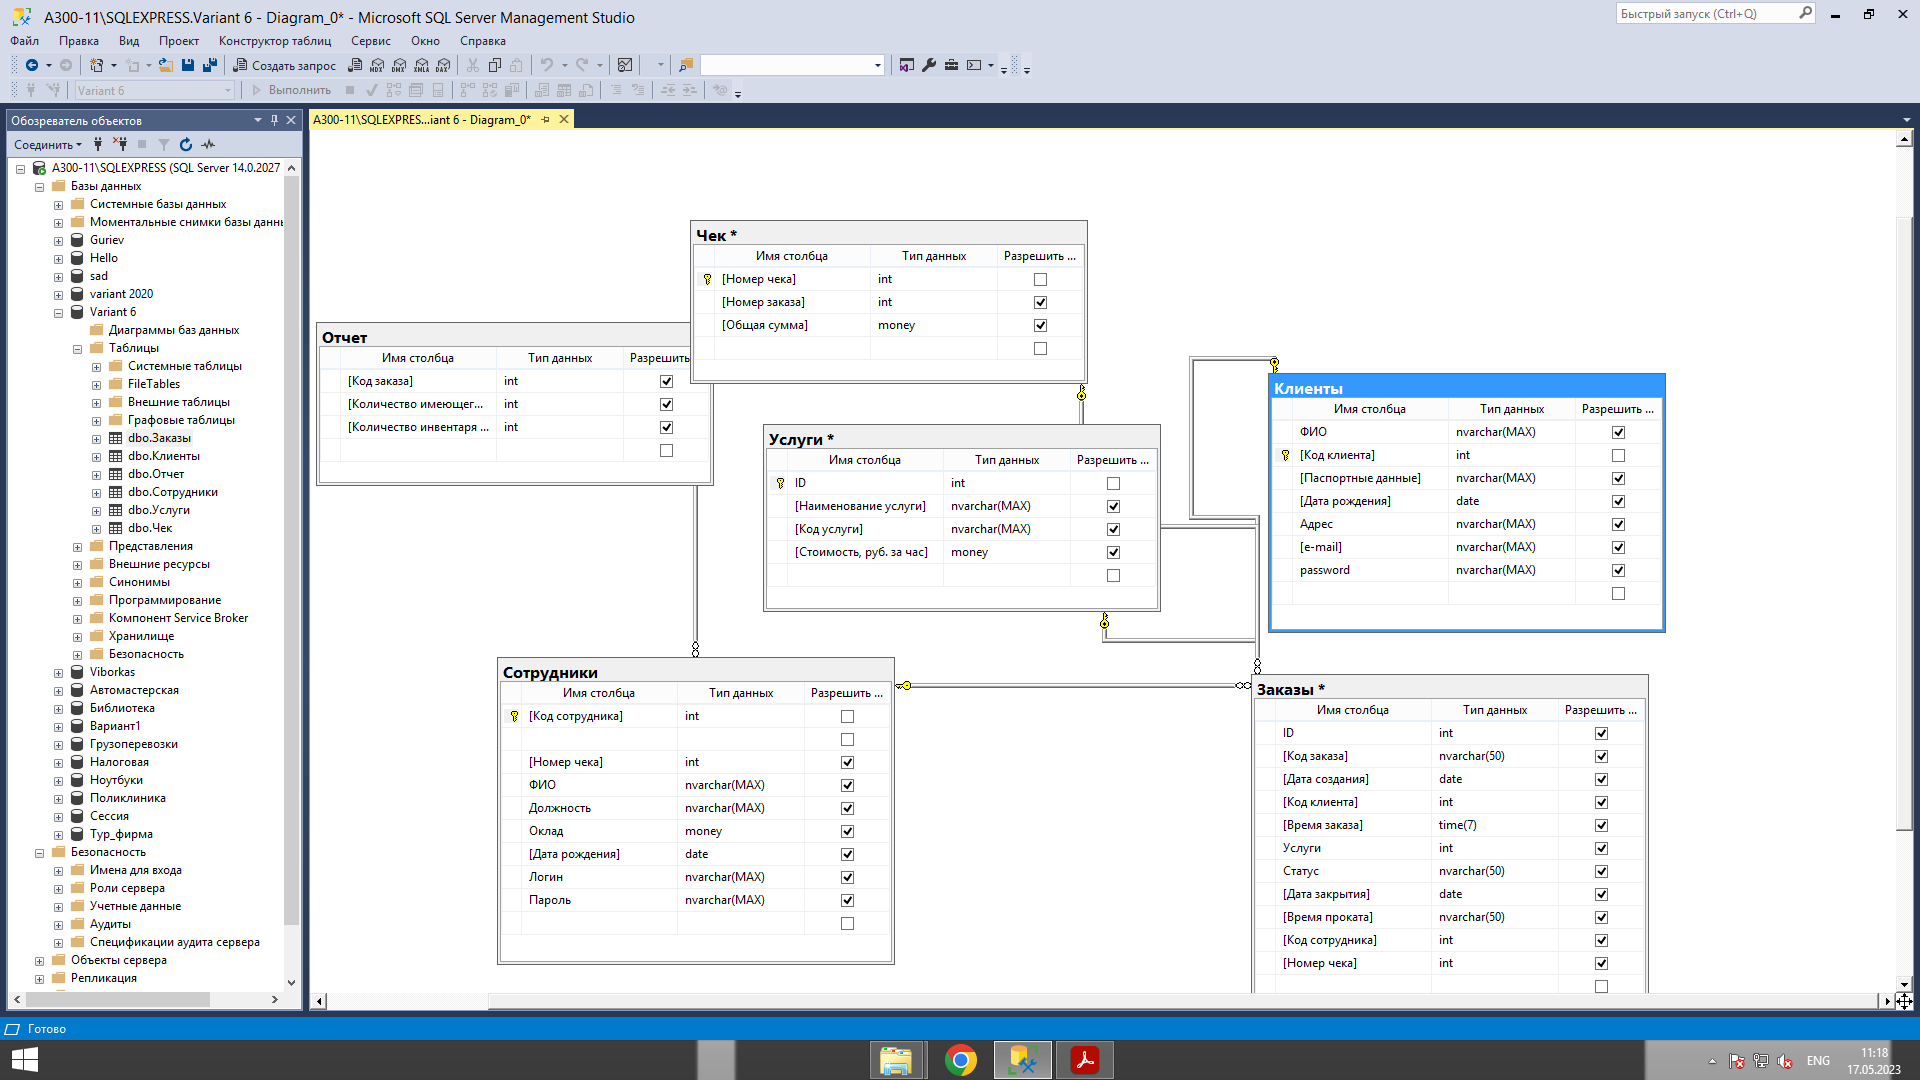 A300-11\SQLEXPRESS.Variant 6 - Diagram_0* - Microsoft SQL Server Management Studio
Быстрый запуск (Ctrl+Q)
Файл Правка Вид Проект Конструктор таблиц Сервис Окно Справка
Создать запрос MDX DMX XMLA DAX
Variant 6 Выполнить
Обозреватель объектов
A300-11\SQLEXPRES...iant 6 - Diagram_0*
Соединить
A300-11\SQLEXPRESS (SQL Server 14.0.2027
Базы данных
Системные базы данных
Моментальные снимки базы данн
Guriev
Hello
sad
variant 2020
Variant 6
Диаграммы баз данных
Таблицы
Системные таблицы
FileTables
Внешние таблицы
Графовые таблицы
dbo.Заказы
dbo.Клиенты
dbo.Отчет
dbo.Сотрудники
dbo.Услуги
dbo.Чек
Представления
Внешние ресурсы
Синонимы
Программирование
Компонент Service Broker
Хранилище
Безопасность
Viborkas
Автомастерская
Библиотека
Вариант1
Грузоперевозки
Налоговая
Ноутбуки
Поликлиника
Сессия
Тур_фирма
Безопасность
Имена для входа
Роли сервера
Учетные данные
Аудиты
Спецификации аудита сервера
Объекты сервера
Репликация
Чек *
Имя столбца Тип данных Разрешить ...
[Номер чека] int
[Номер заказа] int
[Общая сумма] money
Отчет
Имя столбца Тип данных Разрешить
[Код заказа] int
[Количество имеющег... int
[Количество инвентаря ... int
Услуги *
Имя столбца Тип данных Разрешить ...
ID int
[Наименование услуги] nvarchar(MAX)
[Код услуги] nvarchar(MAX)
[Стоимость, руб. за час] money
Клиенты
Имя столбца Тип данных Разрешить ...
ФИО nvarchar(MAX)
[Код клиента] int
[Паспортные данные] nvarchar(MAX)
[Дата рождения] date
Адрес nvarchar(MAX)
[e-mail] nvarchar(MAX)
password nvarchar(MAX)
Сотрудники
Имя столбца Тип данных Разрешить ...
[Код сотрудника] int
[Номер чека] int
ФИО nvarchar(MAX)
Должность nvarchar(MAX)
Оклад money
[Дата рождения] date
Логин nvarchar(MAX)
Пароль nvarchar(MAX)
Заказы *
Имя столбца Тип данных Разрешить ...
ID int
[Код заказа] nvarchar(50)
[Дата создания] date
[Код клиента] int
[Время заказа] time(7)
Услуги int
Статус nvarchar(50)
[Дата закрытия] date
[Время проката] nvarchar(50)
[Код сотрудника] int
[Номер чека] int
Готово
ENG
11:18
17.05.2023